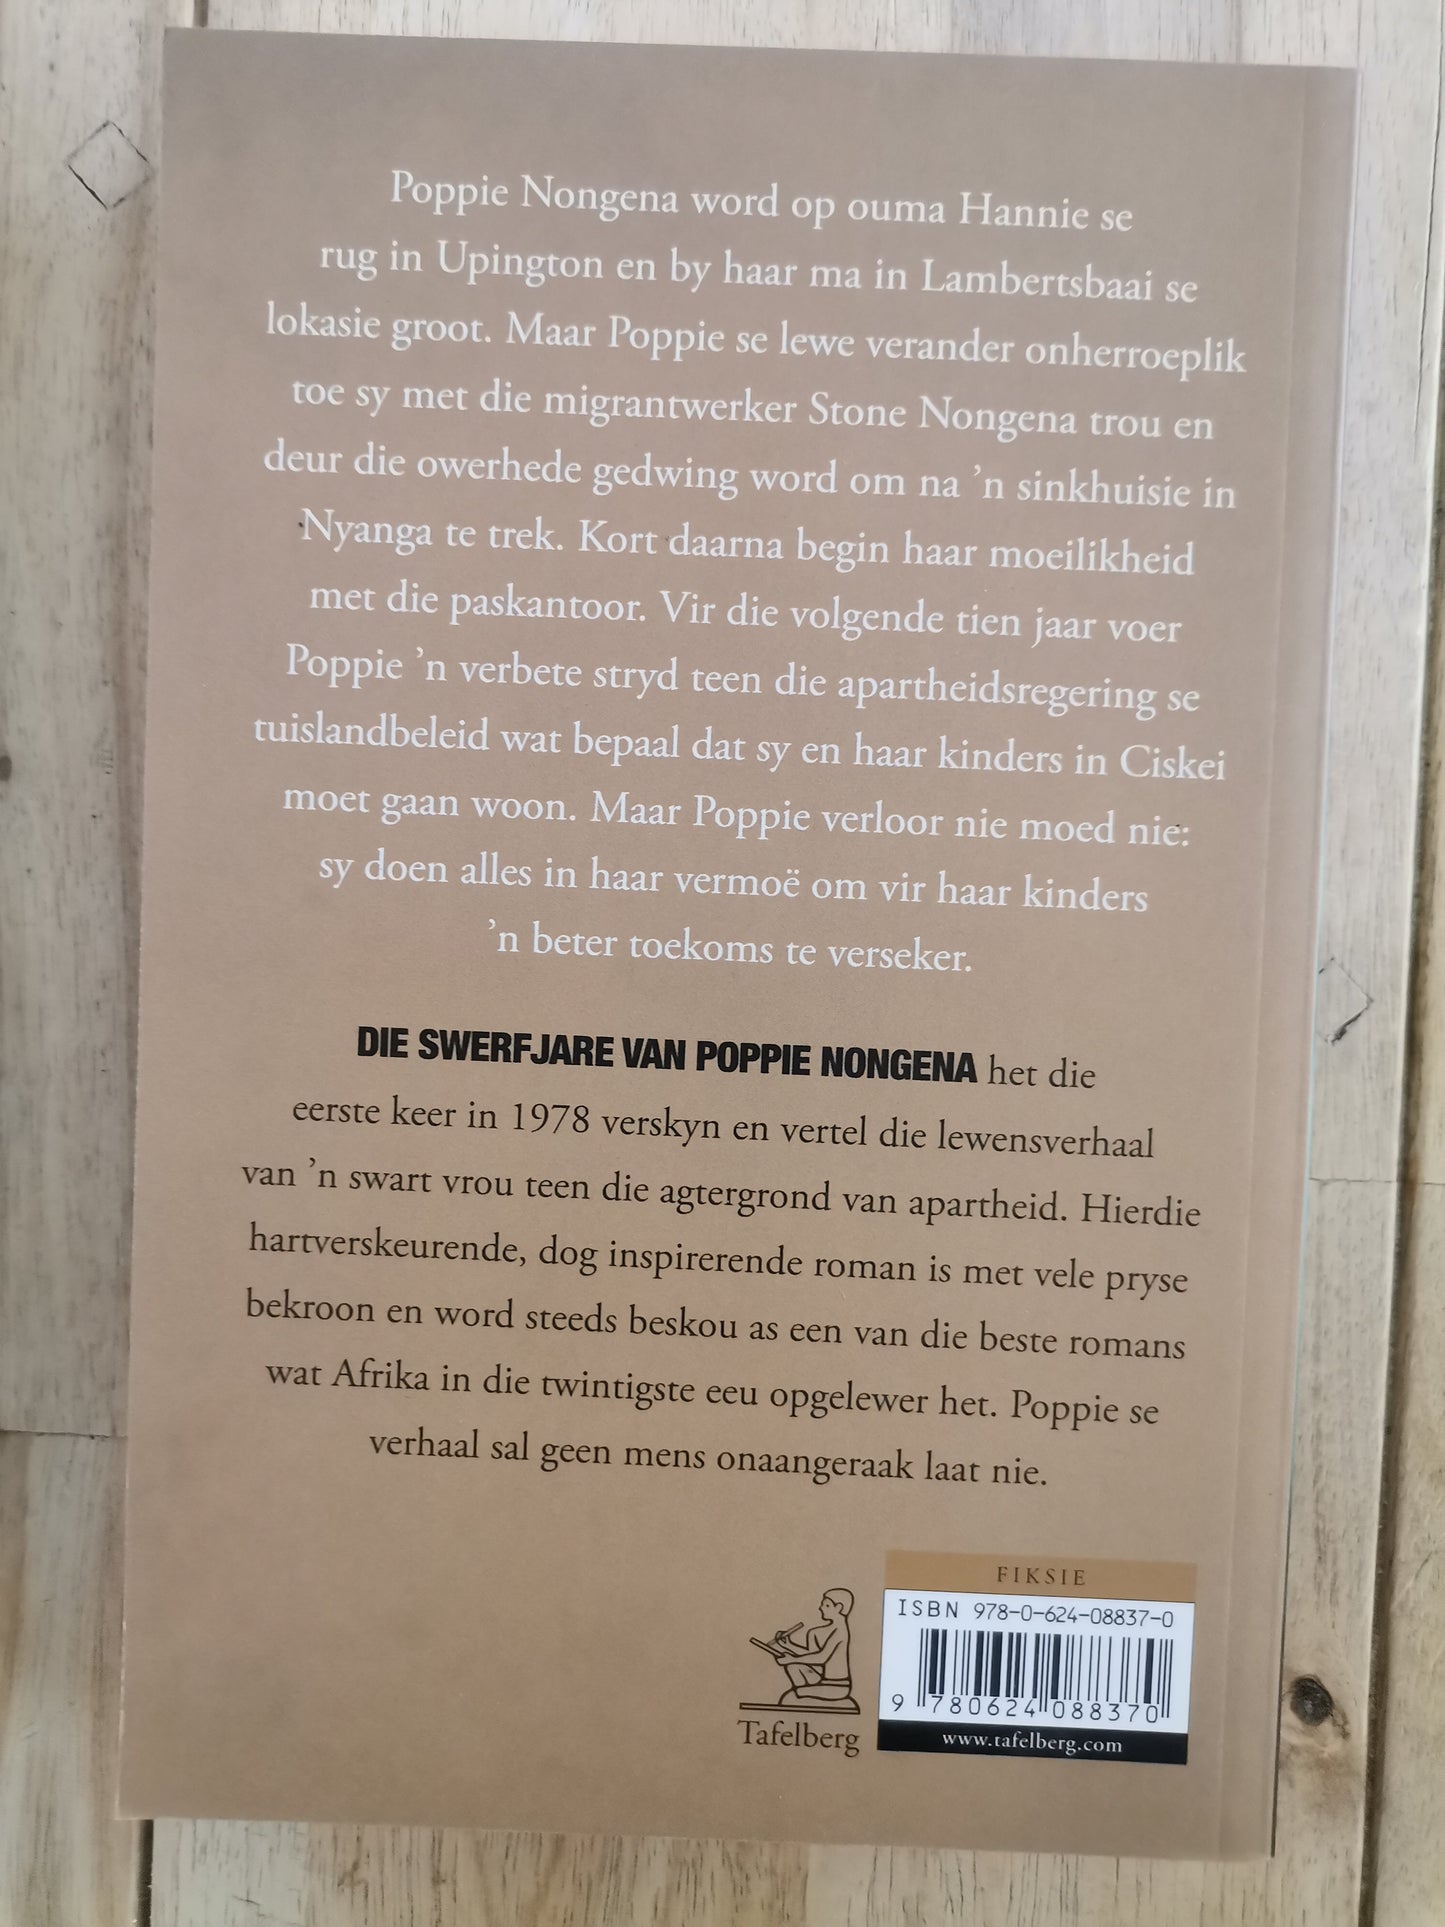 Poppie Nongena word op ouma Hannie se
rug in Upington en by haar ma in Lambertsbaai se
lokasie groot. Maar Poppie se lewe verander onherroeplik
toe sy met die migrantwerker Stone Nongena trou en
deur die owerhede gedwing word om na ’n sinkhuisie in
Nyanga te trek. Kort daarna begin haar moeilikheid
met die paskantoor. Vir die volgende tien jaar voer
Poppie ’n verbete stryd teen die apartheidsregering se
tuislandbeleid wat bepaal dat sy en haar kinders in Ciskei
moet gaan woon. Maar Poppie verloor nie moed nie:
sy doen alles in haar vermoë om vir haar kinders
’n beter toekoms te verseker.
DIE SWERFJARE VAN POPPIE NONGENA het die
eerste keer in 1978 verskyn en vertel die lewensverhaal
van ’n swart vrou teen die agtergrond van apartheid. Hierdie
hartverskeurende, dog inspirerende roman is met vele pryse
bekroon en word steeds beskou as een van die beste romans
wat Afrika in die twintigste eeu opgelewer het. Poppie se
verhaal sal geen mens onaangeraak laat nie.
FIKSIE
ISBN 978-0-624-08837-0
9 780624 088370
www.tafelberg.com
Tafelberg